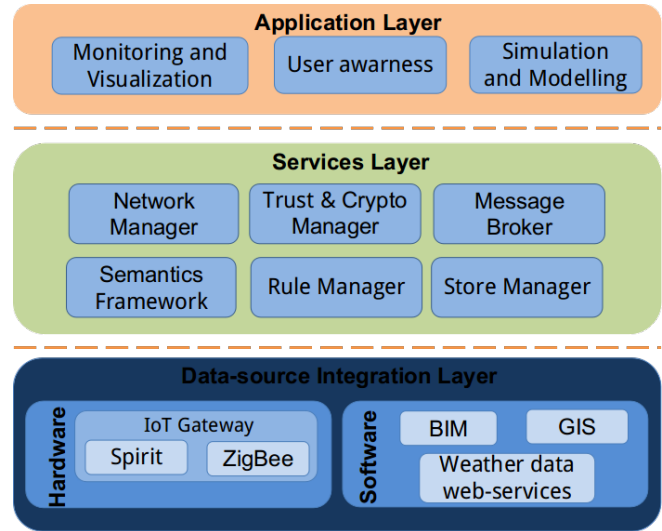 Application Layer
Monitoring and
Visualization
User awarness
Simulation
and Modelling
Services Layer
Network
Manager
Trust & Crypto
Manager
Message
Broker
Semantics
Framework
Rule Manager
Store Manager
Data-source Integration Layer
Hardware
IoT Gateway
Spirit
ZigBee
Software
BIM
GIS
Weather data
web-services